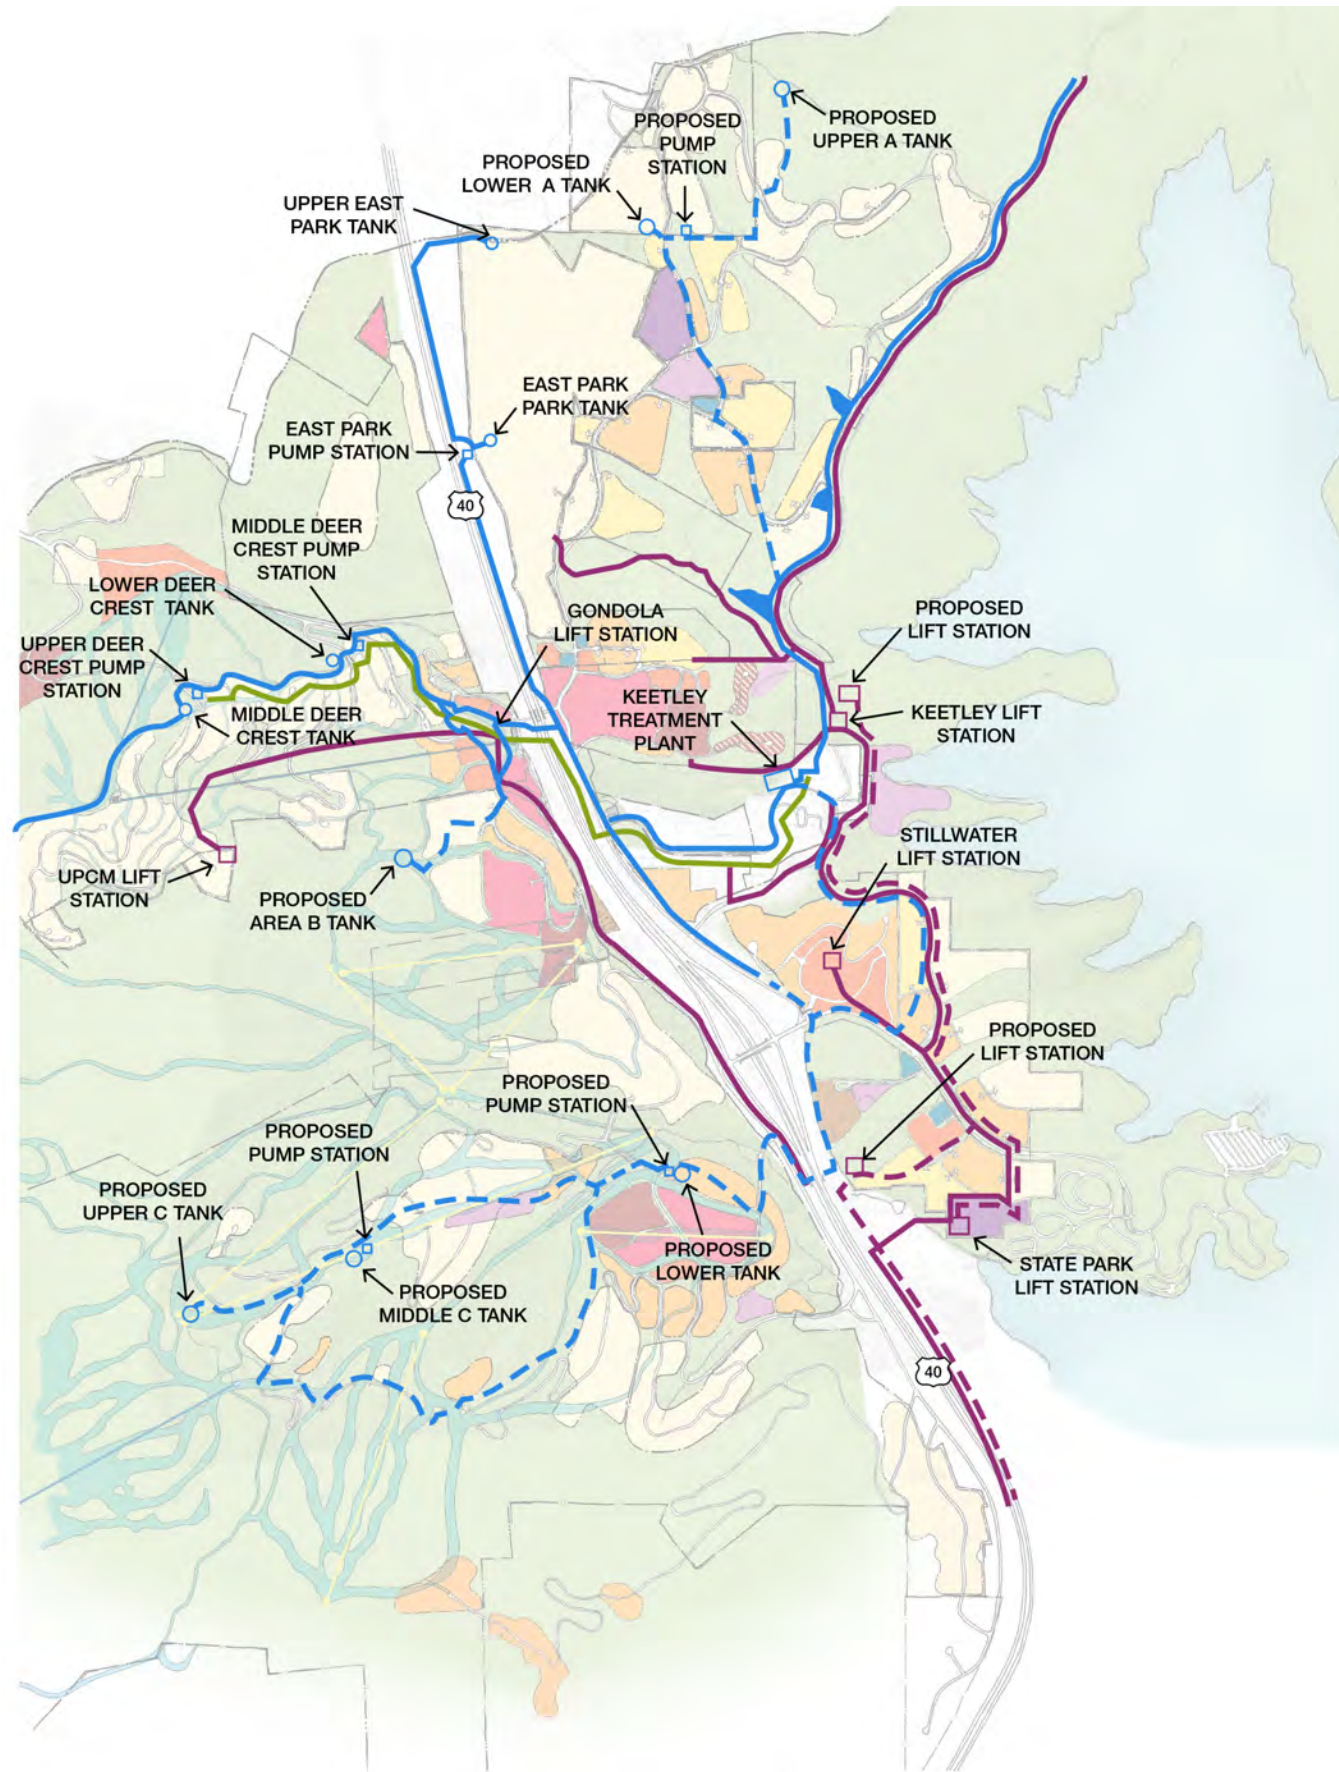 PROPOSED
UPPER A TANK
PROPOSED
PUMP
STATION
PROPOSED
LOWER A TANK
UPPER EAST
PARK TANK
EAST PARK
PARK TANK
EAST PARK
PUMP STATION
40
MIDDLE DEER
CREST PUMP
STATION
LOWER DEER
CREST TANK
GONDOLA
LIFT STATION
PROPOSED
LIFT STATION
UPPER DEER
CREST PUMP
STATION
MIDDLE DEER
CREST TANK
KEETLEY
TREATMENT
PLANT
KEETLEY LIFT
STATION
STILLWATER
LIFT STATION
UPCM LIFT
STATION
PROPOSED
AREA B TANK
PROPOSED
LIFT STATION
PROPOSED
PUMP STATION
PROPOSED
PUMP STATION
PROPOSED
UPPER C TANK
PROPOSED
LOWER TANK
STATE PARK
LIFT STATION
PROPOSED
MIDDLE C TANK
40